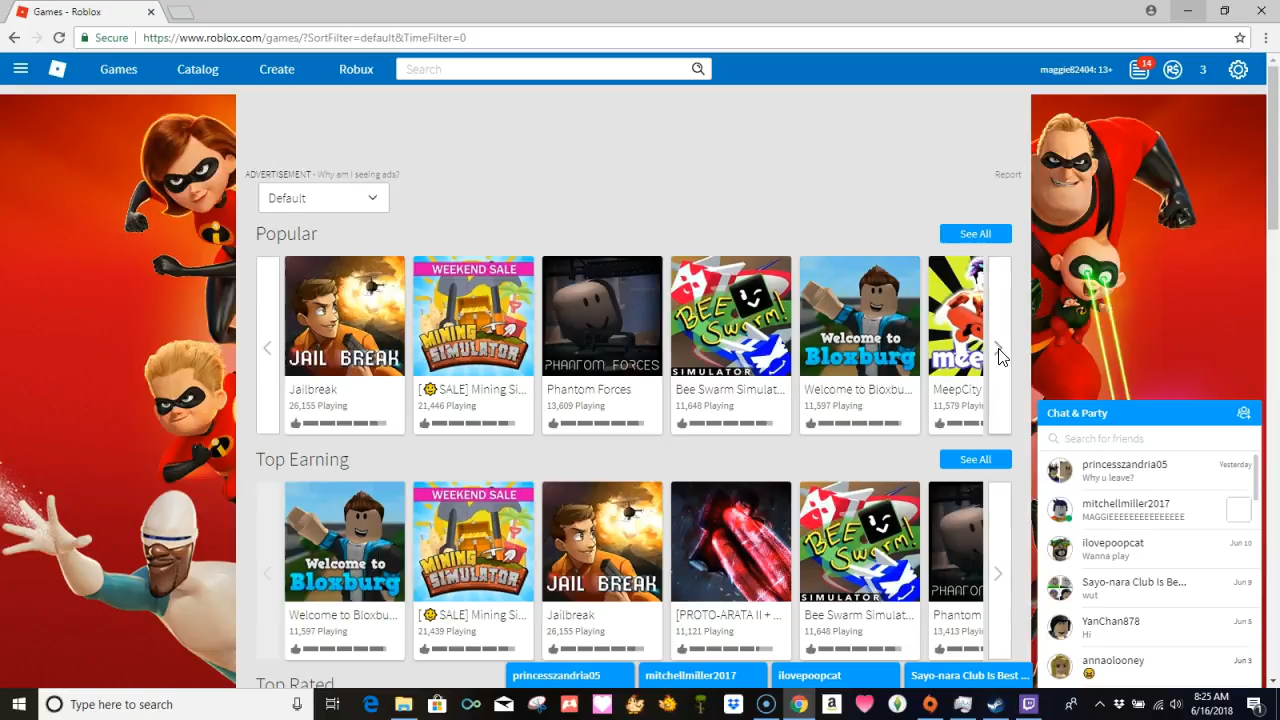 Games - Roblox
Secure https://www.roblox.com/games/?SortFilter=default&TimeFilter=0
Games Catalog Create Robux Search maggie82404: 13+ 14 R$ 3
ADVERTISEMENT - Why am I seeing ads? Report
Default
Popular See All
JAIL BREAK
WEEKEND SALE
MINING SIMULATOR
PHANTOM FORCES
BEE SWARM! SIMULATOR
Welcome to Bloxburg
meep
Jailbreak [🌞 SALE] Mining Si... Phantom Forces Bee Swarm Simulat... Welcome to Bloxbu... MeepCity
26,155 Playing 21,446 Playing 13,609 Playing 11,648 Playing 11,597 Playing 11,579 Playing
Top Earning See All
Welcome to Bloxburg
WEEKEND SALE
MINING SIMULATOR
JAIL BREAK
BEE SWARM! SIMULATOR
PHANTOM
Welcome to Bloxbu... [🌞 SALE] Mining Si... Jailbreak [PROTO-ARATA II + ... Bee Swarm Simulat... Phantom
11,597 Playing 21,439 Playing 26,155 Playing 11,121 Playing 11,648 Playing 13,413 Playing
Top Rated
Chat & Party
Search for friends
princesszandria05 Yesterday
Why u leave?
mitchellmiller2017
MAGGIEEEEEEEEEEEEEEE
ilovepoopcat Jun 10
Wanna play
Sayo-nara Club Is Be... Jun 9
wut
YanChan878 Jun 5
Hi
annaolooney Jun 3
princesszandria05 mitchellmiller2017 ilovepoopcat Sayo-nara Club Is Best ...
Type here to search
8:25 AM
6/16/2018